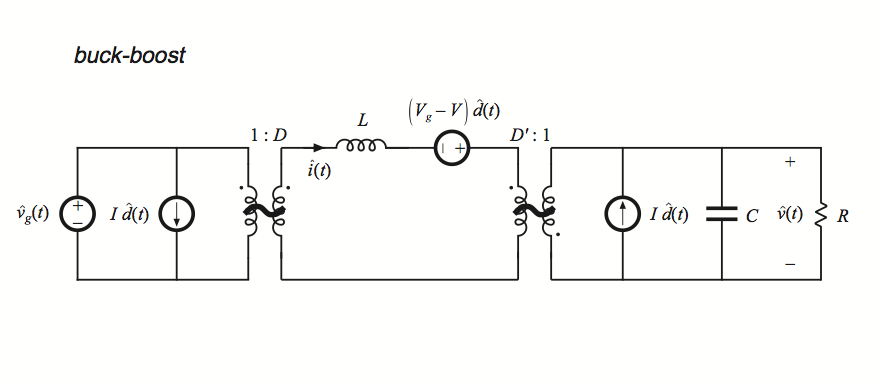 buck-boost
(V_g – V) d̂(t)
L
1 : D
D′ : 1
+
î(t)
v̂_g(t)
+
–
I d̂(t)
| +
I d̂(t)
C
v̂(t)
R
–